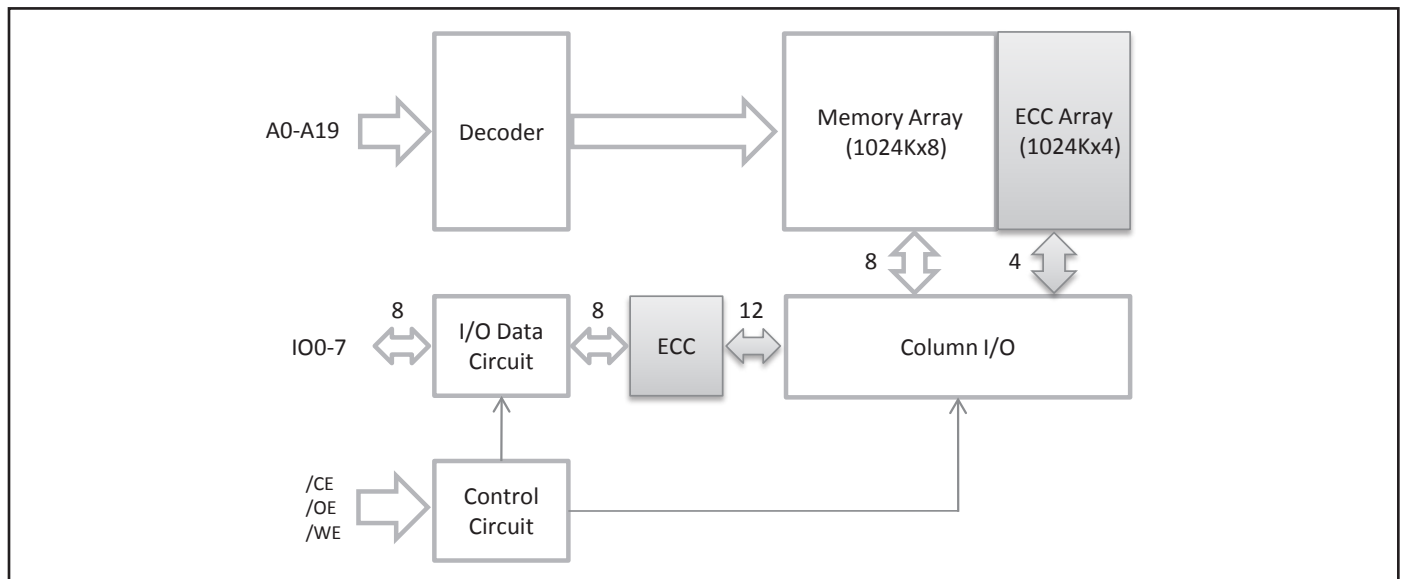 A0-A19
Decoder
Memory Array
(1024Kx8)
ECC Array
(1024Kx4)
8
4
IO0-7
8
I/O Data
Circuit
8
ECC
12
Column I/O
/CE
/OE
/WE
Control
Circuit